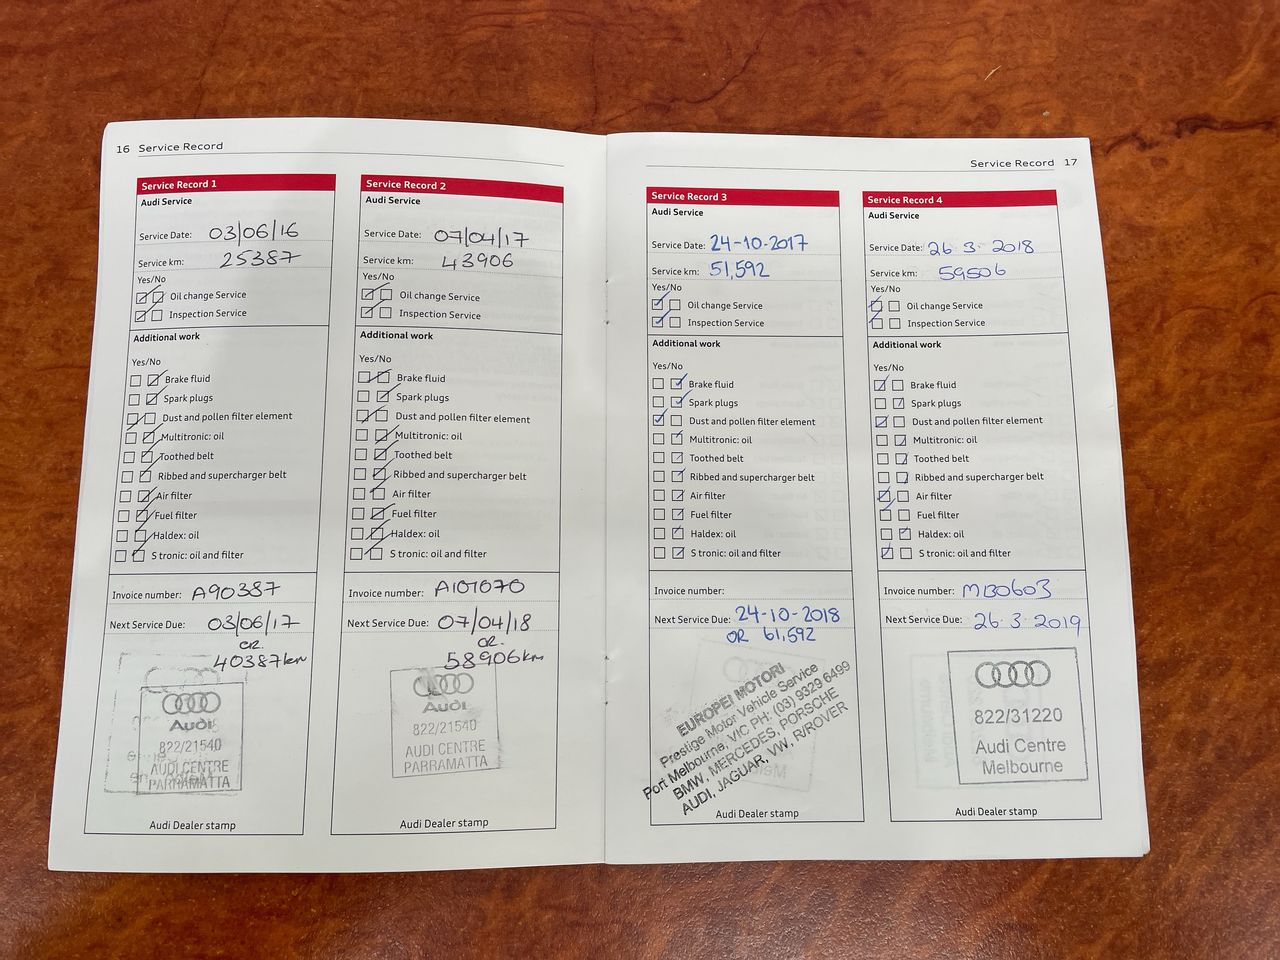 16 Service Record
Service Record 1
Audi Service
Service Date: 03/06/16
Service km: 25387
Yes/No
Oil change Service
Inspection Service
Additional work
Yes/No
Brake fluid
Spark plugs
Dust and pollen filter element
Multitronic: oil
Toothed belt
Ribbed and supercharger belt
Air filter
Fuel filter
Haldex: oil
S tronic: oil and filter
Invoice number: A90387
Next Service Due: 03/06/17
OR
40387km
Audi
822/21540
AUDI CENTRE
PARRAMATTA
Audi Dealer stamp
Service Record 2
Audi Service
Service Date: 07/04/17
Service km: 43906
Yes/No
Oil change Service
Inspection Service
Additional work
Yes/No
Brake fluid
Spark plugs
Dust and pollen filter element
Multitronic: oil
Toothed belt
Ribbed and supercharger belt
Air filter
Fuel filter
Haldex: oil
S tronic: oil and filter
Invoice number: A101070
Next Service Due: 07/04/18
OR.
58906km
Audi
822/21540
AUDI CENTRE
PARRAMATTA
Audi Dealer stamp
Service Record 17
Service Record 3
Audi Service
Service Date: 24-10-2017
Service km: 51,592
Yes/No
Oil change Service
Inspection Service
Additional work
Yes/No
Brake fluid
Spark plugs
Dust and pollen filter element
Multitronic: oil
Toothed belt
Ribbed and supercharger belt
Air filter
Fuel filter
Haldex: oil
S tronic: oil and filter
Invoice number:
Next Service Due: 24-10-2018
OR 61,592
EUROPEI MOTORI
Prestige Motor Vehicle Service
Port Melbourne, VIC PH: (03) 9329 6499
BMW, MERCEDES, PORSCHE
AUDI, JAGUAR, VW, R/ROVER
Audi Dealer stamp
Service Record 4
Audi Service
Service Date: 26·3·2018
Service km: 59506
Yes/No
Oil change Service
Inspection Service
Additional work
Yes/No
Brake fluid
Spark plugs
Dust and pollen filter element
Multitronic: oil
Toothed belt
Ribbed and supercharger belt
Air filter
Fuel filter
Haldex: oil
S tronic: oil and filter
Invoice number: MB0603
Next Service Due: 26·3·2019
822/31220
Audi Centre
Melbourne
Audi Dealer stamp